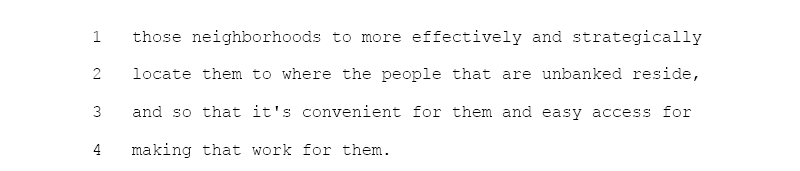 1 those neighborhoods to more effectively and strategically
2 locate them to where the people that are unbanked reside,
3 and so that it's convenient for them and easy access for
4 making that work for them.